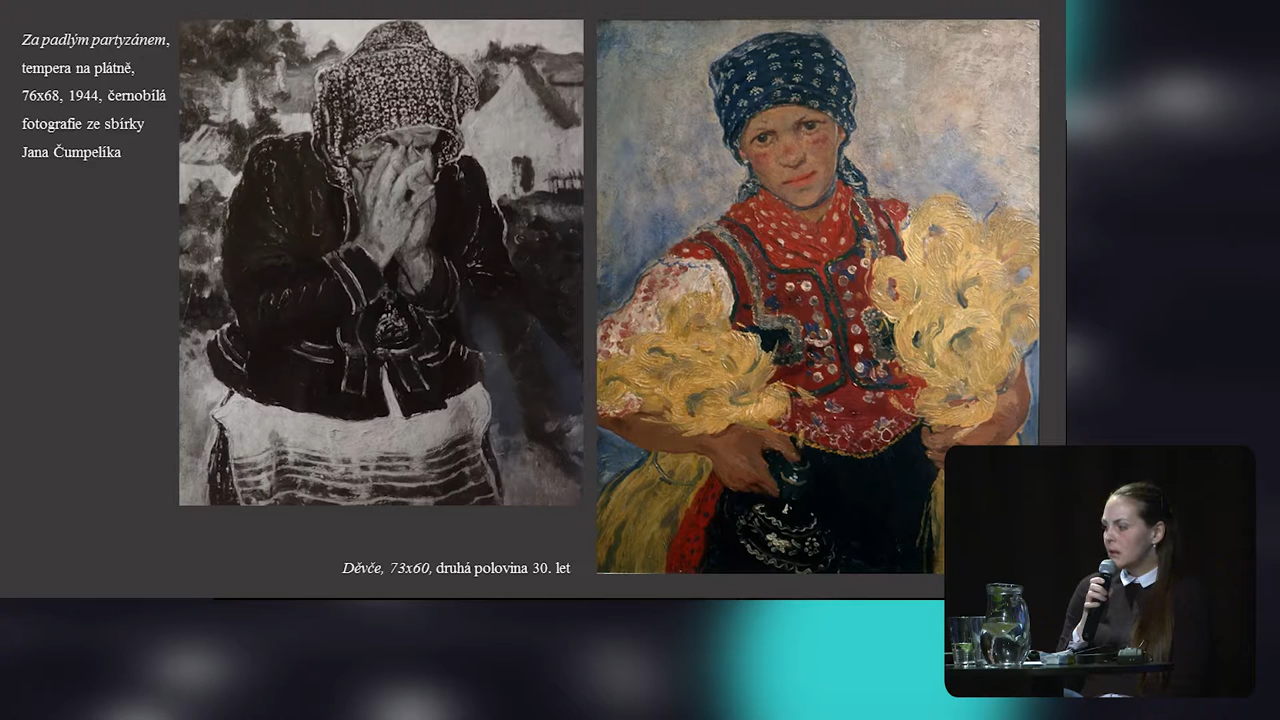 Za padlým partyzánem,
tempera na plátně,
76x68, 1944, černobílá
fotografie ze sbírky
Jana Čumpelíka
Děvče, 73x60, druhá polovina 30. let